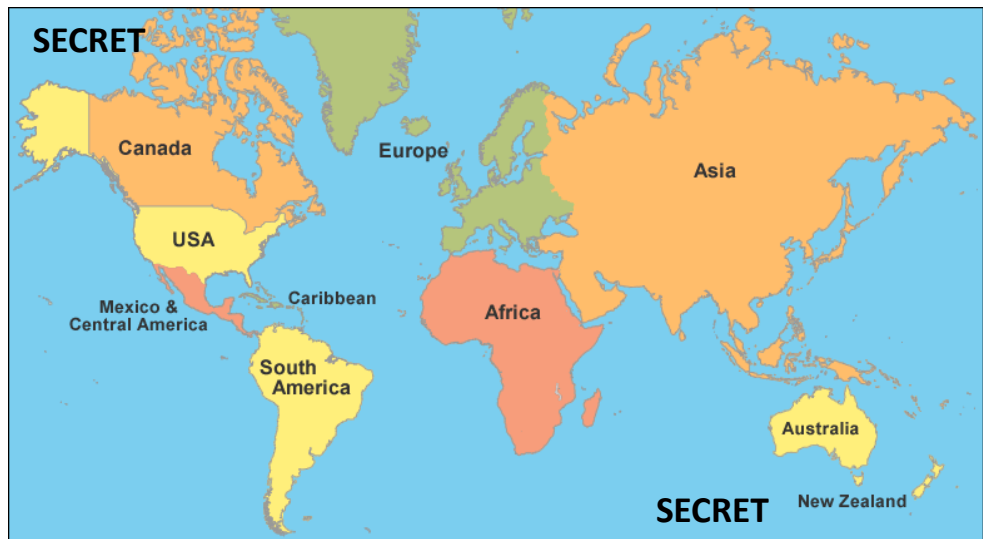 SECRET
Canada
Europe
Asia
USA
Caribbean
Mexico &
Central America
Africa
South
America
Australia
New Zealand
SECRET